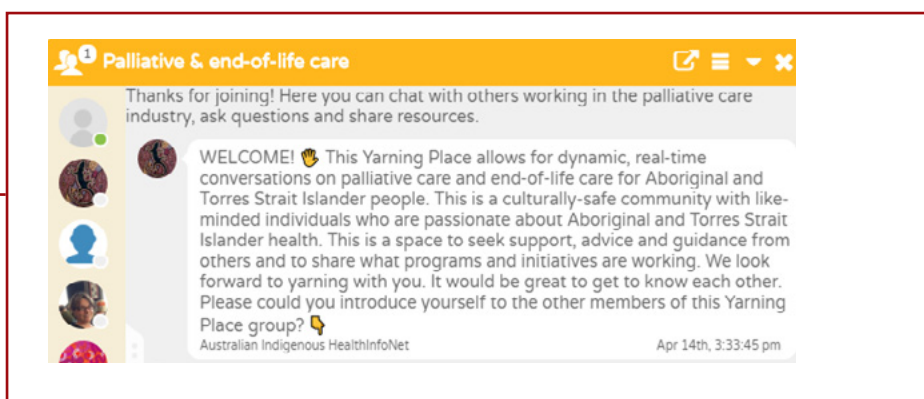 1
Palliative & end-of-life care
Thanks for joining! Here you can chat with others working in the palliative care
industry, ask questions and share resources.
WELCOME! 👋 This Yarning Place allows for dynamic, real-time
conversations on palliative care and end-of-life care for Aboriginal and
Torres Strait Islander people. This is a culturally-safe community with like-
minded individuals who are passionate about Aboriginal and Torres Strait
Islander health. This is a space to seek support, advice and guidance from
others and to share what programs and initiatives are working. We look
forward to yarning with you. It would be great to get to know each other.
Please could you introduce yourself to the other members of this Yarning
Place group? 👇
Australian Indigenous HealthInfoNet Apr 14th, 3:33:45 pm